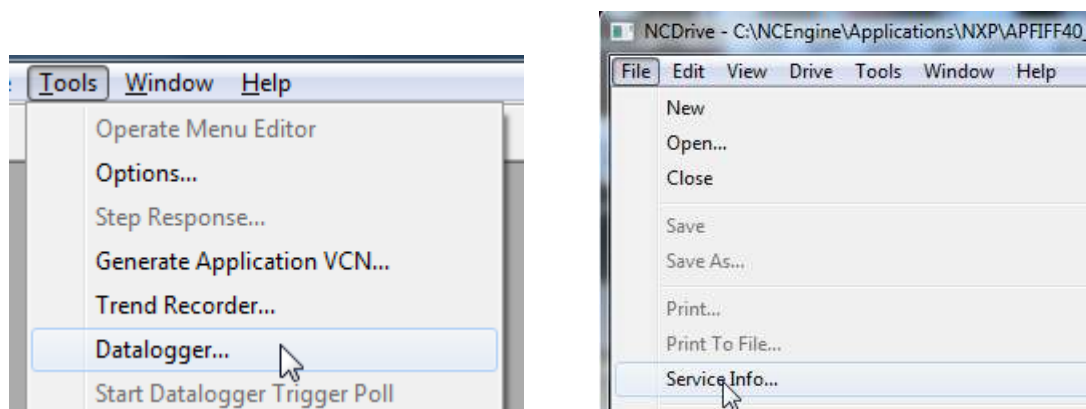 Tools Window Help
Operate Menu Editor
Options...
Step Response...
Generate Application VCN...
Trend Recorder...
Datalogger...
Start Datalogger Trigger Poll
NCDrive - C:\NCEngine\Applications\NXP\APFIFF40_
File Edit View Drive Tools Window Help
New
Open...
Close
Save
Save As...
Print...
Print To File...
Service Info...